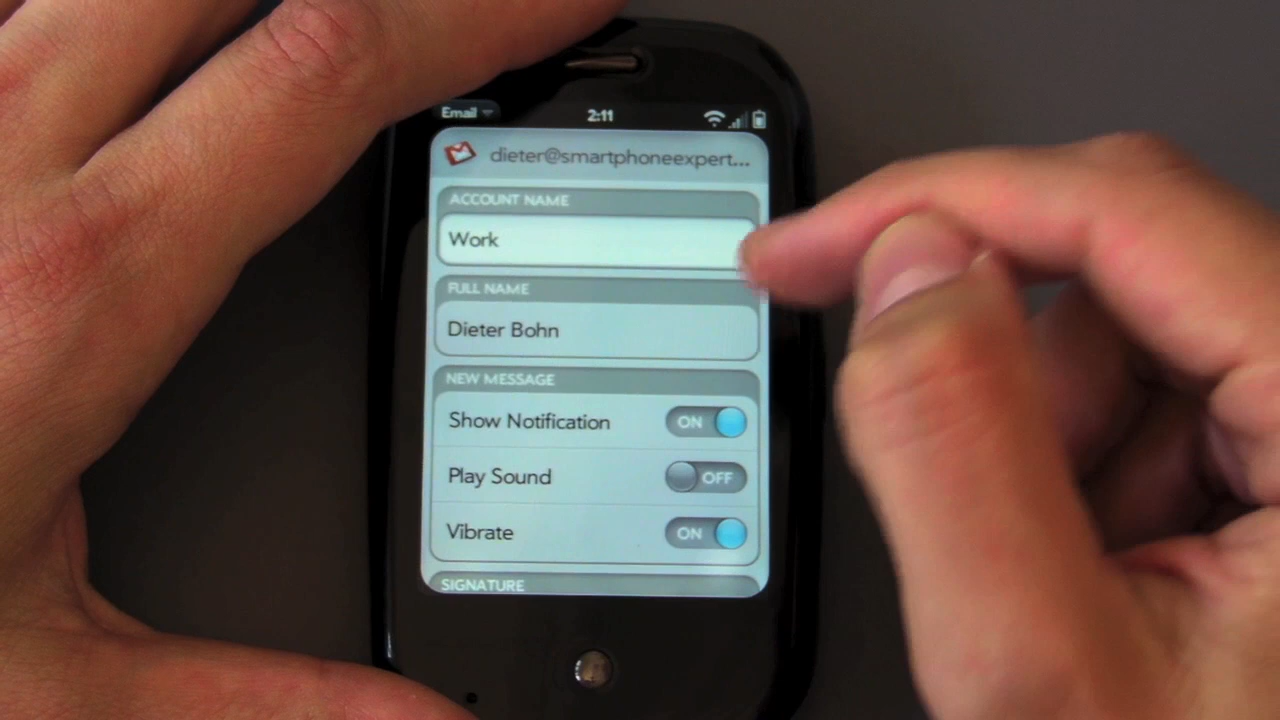 Email
2:11
dieter@smartphoneexpert...
ACCOUNT NAME
Work
FULL NAME
Dieter Bohn
NEW MESSAGE
Show Notification ON
Play Sound OFF
Vibrate ON
SIGNATURE